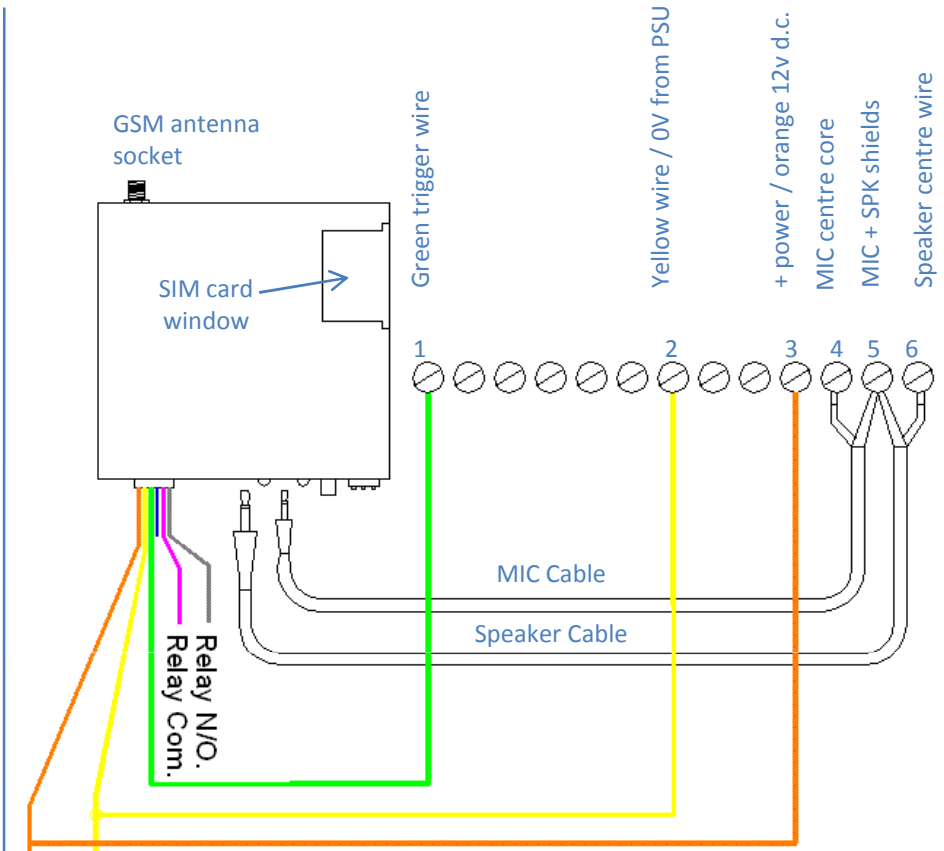 GSM antenna
socket
SIM card
window
Green trigger wire
Yellow wire / 0V from PSU
+ power / orange 12v d.c.
MIC centre core
MIC + SPK shields
Speaker centre wire
1
2
3
4
5
6
MIC Cable
Speaker Cable
Relay N/O.
Relay Com.